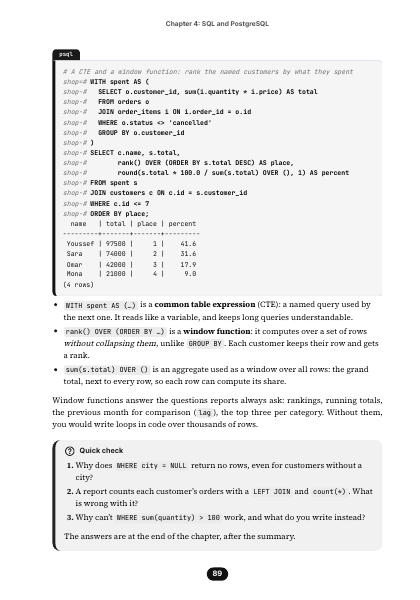 Chapter 4: SQL and PostgreSQL
psql
# A CTE and a window function: rank the named customers by what they spent
shop=# WITH spent AS (
shop-#   SELECT o.customer_id, sum(i.quantity * i.price) AS total
shop-#   FROM orders o
shop-#   JOIN order_items i ON i.order_id = o.id
shop-#   WHERE o.status <> 'cancelled'
shop-#   GROUP BY o.customer_id
shop-# )
shop-# SELECT c.name, s.total,
shop-#        rank() OVER (ORDER BY s.total DESC) AS place,
shop-#        round(s.total * 100.0 / sum(s.total) OVER (), 1) AS percent
shop-# FROM spent s
shop-# JOIN customers c ON c.id = s.customer_id
shop-# WHERE c.id <= 7
shop-# ORDER BY place;
  name   | total | place | percent
---------+-------+-------+---------
 Youssef | 97500 |     1 |    41.6
 Sara    | 74000 |     2 |    31.6
 Omar    | 42000 |     3 |    17.9
 Mona    | 21000 |     4 |     9.0
(4 rows)
• WITH spent AS (…) is a common table expression (CTE): a named query used by
the next one. It reads like a variable, and keeps long queries understandable.
• rank() OVER (ORDER BY …) is a window function: it computes over a set of rows
without collapsing them, unlike GROUP BY. Each customer keeps their row and gets
a rank.
• sum(s.total) OVER () is an aggregate used as a window over all rows: the grand
total, next to every row, so each row can compute its share.
Window functions answer the questions reports always ask: rankings, running totals,
the previous month for comparison (lag), the top three per category. Without them,
you would write loops in code over thousands of rows.
? Quick check
1. Why does WHERE city = NULL return no rows, even for customers without a
city?
2. A report counts each customer's orders with a LEFT JOIN and count(*). What
is wrong with it?
3. Why can't WHERE sum(quantity) > 100 work, and what do you write instead?
The answers are at the end of the chapter, after the summary.
89